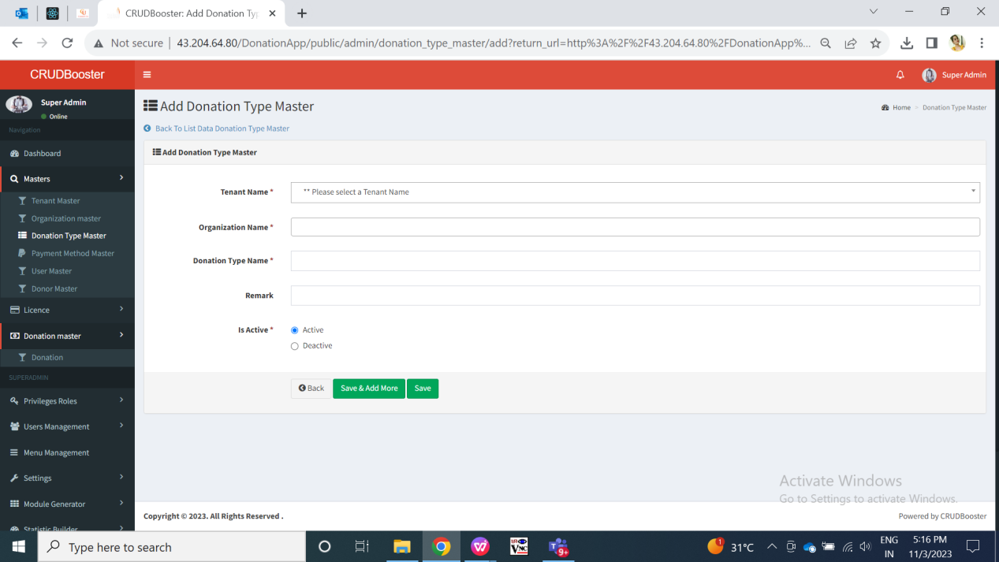 CRUDBooster: Add Donation Ty
Not secure
43.204.64.80/DonationApp/public/admin/donation_type_master/add?return_url=http%3A%2F%2F43.204.64.80%2FDonationApp%...
CRUDBooster
Super Admin
Super Admin
Online
Navigation
Dashboard
Masters
Tenant Master
Organization master
Donation Type Master
Payment Method Master
User Master
Donor Master
Licence
Donation master
Donation
SUPERADMIN
Privileges Roles
Users Management
Menu Management
Settings
Module Generator
Statistic Builder
Add Donation Type Master
Home
Donation Type Master
Back To List Data Donation Type Master
Add Donation Type Master
Tenant Name *
** Please select a Tenant Name
Organization Name *
Donation Type Name *
Remark
Is Active *
Active
Deactive
Back
Save & Add More
Save
Activate Windows
Go to Settings to activate Windows.
Copyright © 2023. All Rights Reserved .
Powered by CRUDBooster
Type here to search
VNC
9+
1
31°C
ENG
IN
5:16 PM
11/3/2023